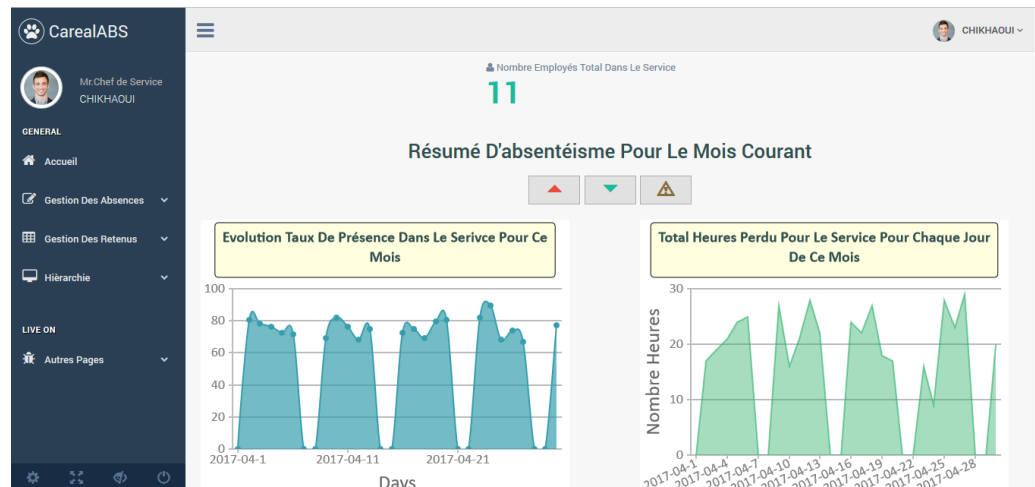 CarealABS
Mr.Chef de Service
CHIKHAOUI
GENERAL
Accueil
Gestion Des Absences
Gestion Des Retenus
Hièrarchie
LIVE ON
Autres Pages
CHIKHAOUI
Nombre Employés Total Dans Le Service
11
Résumé D'absentéisme Pour Le Mois Courant
Evolution Taux De Présence Dans Le Serivce Pour Ce
Mois
100
80
60
40
20
0
2017-04-1 2017-04-11 2017-04-21
Days
Total Heures Perdu Pour Le Service Pour Chaque Jour
De Ce Mois
Nombre Heures
30
20
10
0
2017-04-1 2017-04-4 2017-04-7 2017-04-10 2017-04-13 2017-04-16 2017-04-19 2017-04-22 2017-04-25 2017-04-28